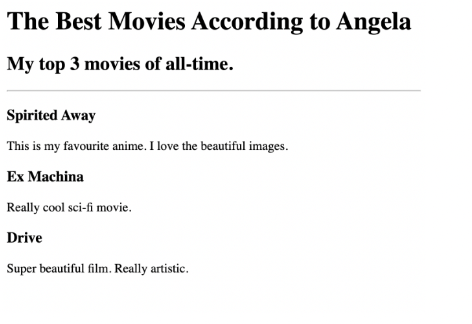 The Best Movies According to Angela
My top 3 movies of all-time.
Spirited Away
This is my favourite anime. I love the beautiful images.
Ex Machina
Really cool sci-fi movie.
Drive
Super beautiful film. Really artistic.